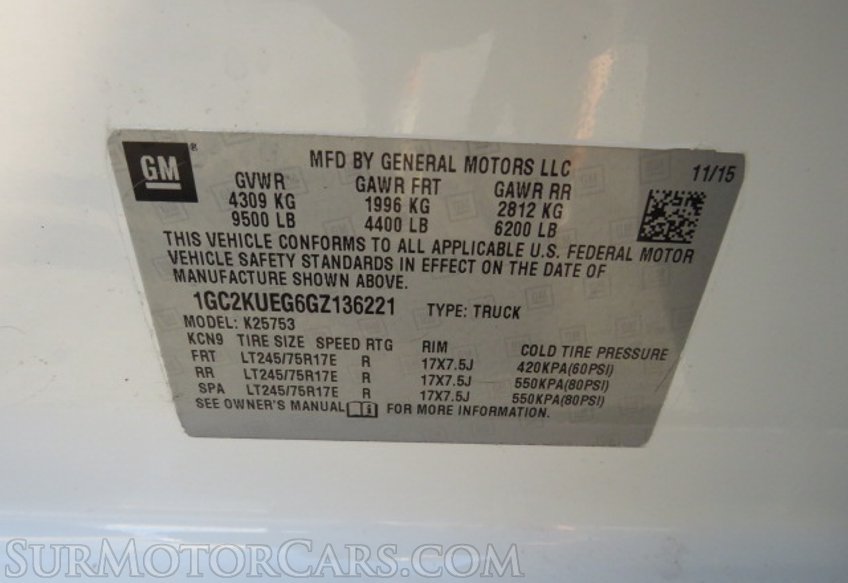 GM®
MFD BY GENERAL MOTORS LLC 11/15
GVWR GAWR FRT GAWR RR
4309 KG 1996 KG 2812 KG
9500 LB 4400 LB 6200 LB
THIS VEHICLE CONFORMS TO ALL APPLICABLE U.S. FEDERAL MOTOR
VEHICLE SAFETY STANDARDS IN EFFECT ON THE DATE OF
MANUFACTURE SHOWN ABOVE.
1GC2KUEG6GZ136221 TYPE: TRUCK
MODEL: K25753
KCN9 TIRE SIZE SPEED RTG RIM COLD TIRE PRESSURE
FRT LT245/75R17E R 17X7.5J 420KPA(60PSI)
RR LT245/75R17E R 17X7.5J 550KPA(80PSI)
SPA LT245/75R17E R 17X7.5J 550KPA(80PSI)
SEE OWNER'S MANUAL FOR MORE INFORMATION.
SURMOTORCARS.COM